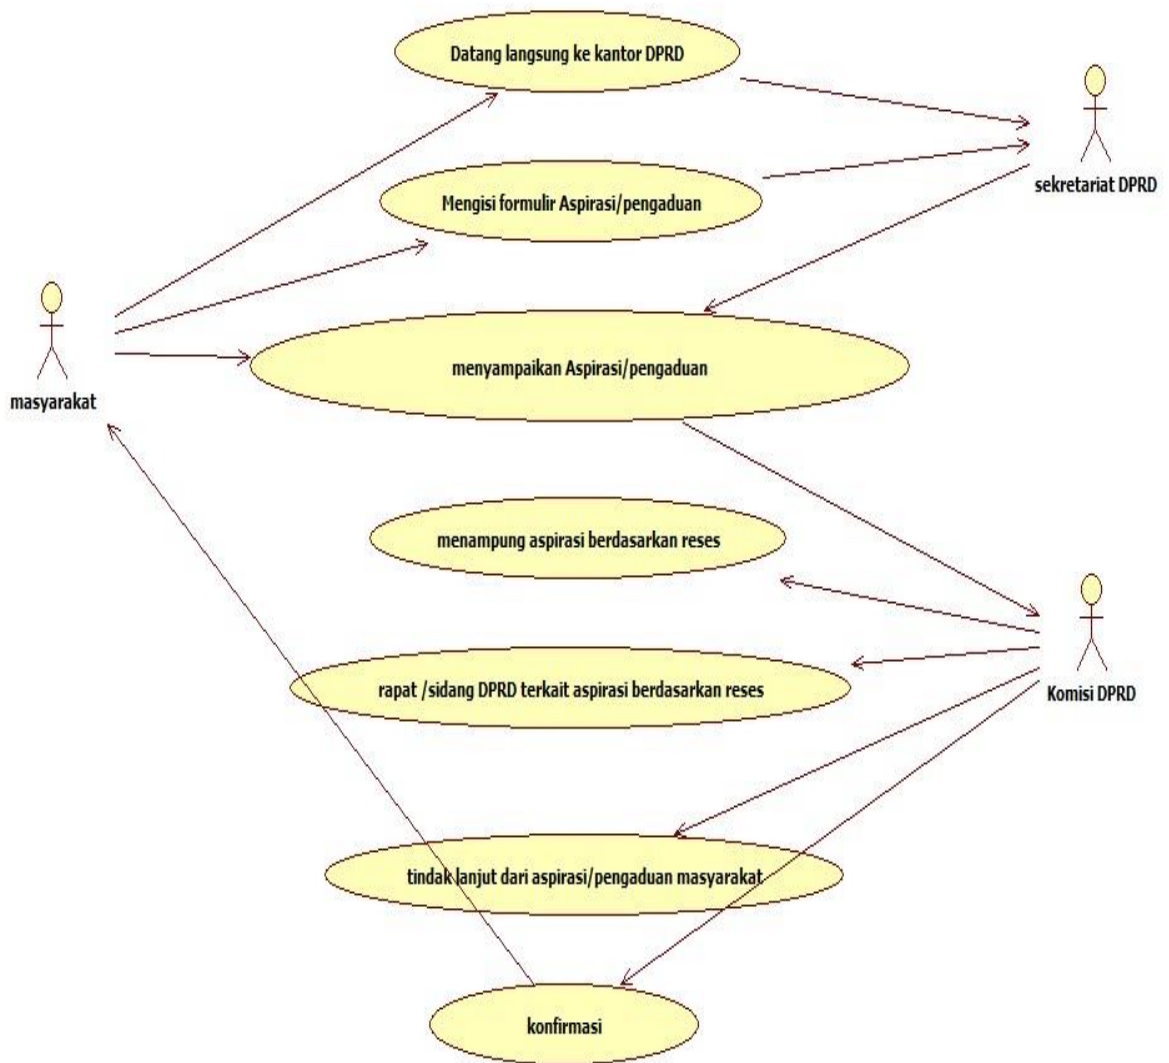 Datang langsung ke kantor DPRD
sekretariat DPRD
Mengisi formulir Aspirasi/pengaduan
menyampaikan Aspirasi/pengaduan
masyarakat
menampung aspirasi berdasarkan reses
rapat /sidang DPRD terkait aspirasi berdasarkan reses
Komisi DPRD
tindak lanjut dari aspirasi/pengaduan masyarakat
konfirmasi